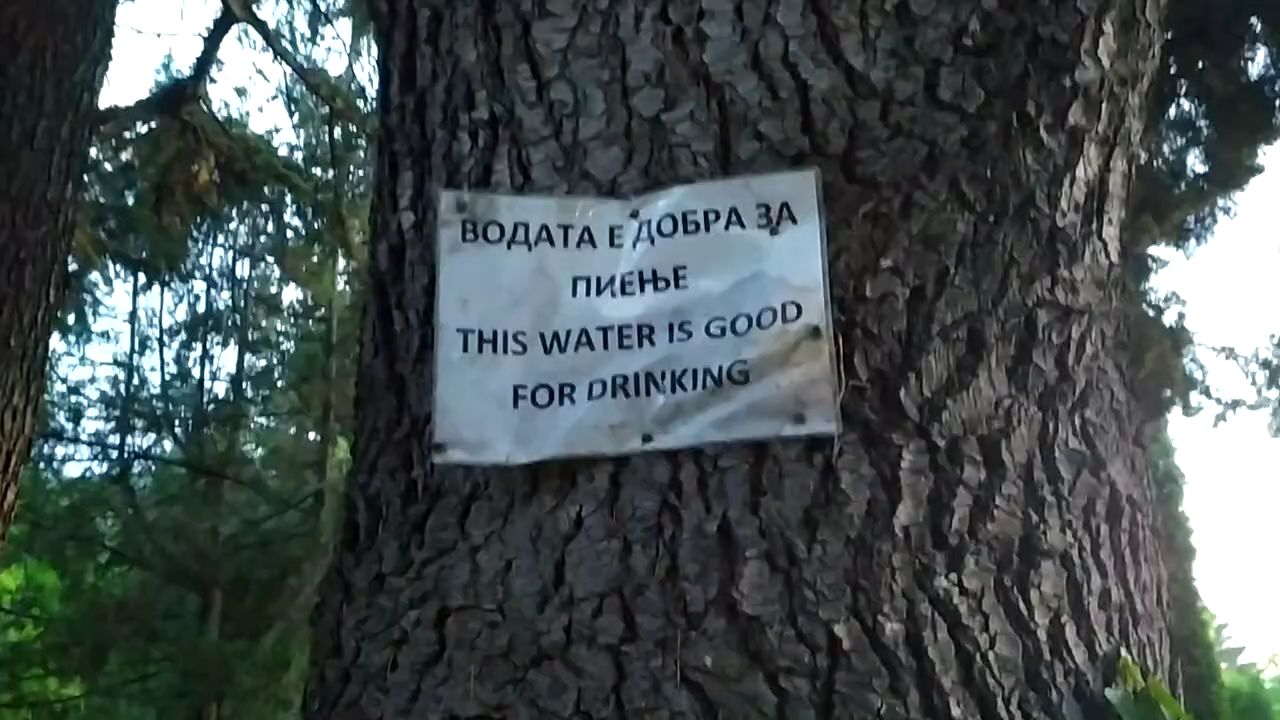 ВОДАТА Е ДОБРА ЗА
ПИЕЊЕ
THIS WATER IS GOOD
FOR DRINKING